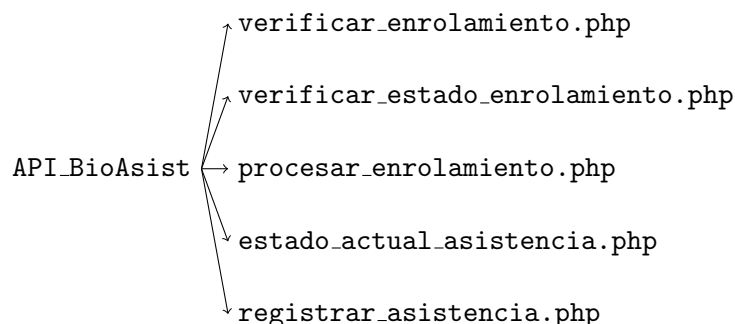 verificar_enrolamiento.php
verificar_estado_enrolamiento.php
API_BioAsist
procesar_enrolamiento.php
estado_actual_asistencia.php
registrar_asistencia.php